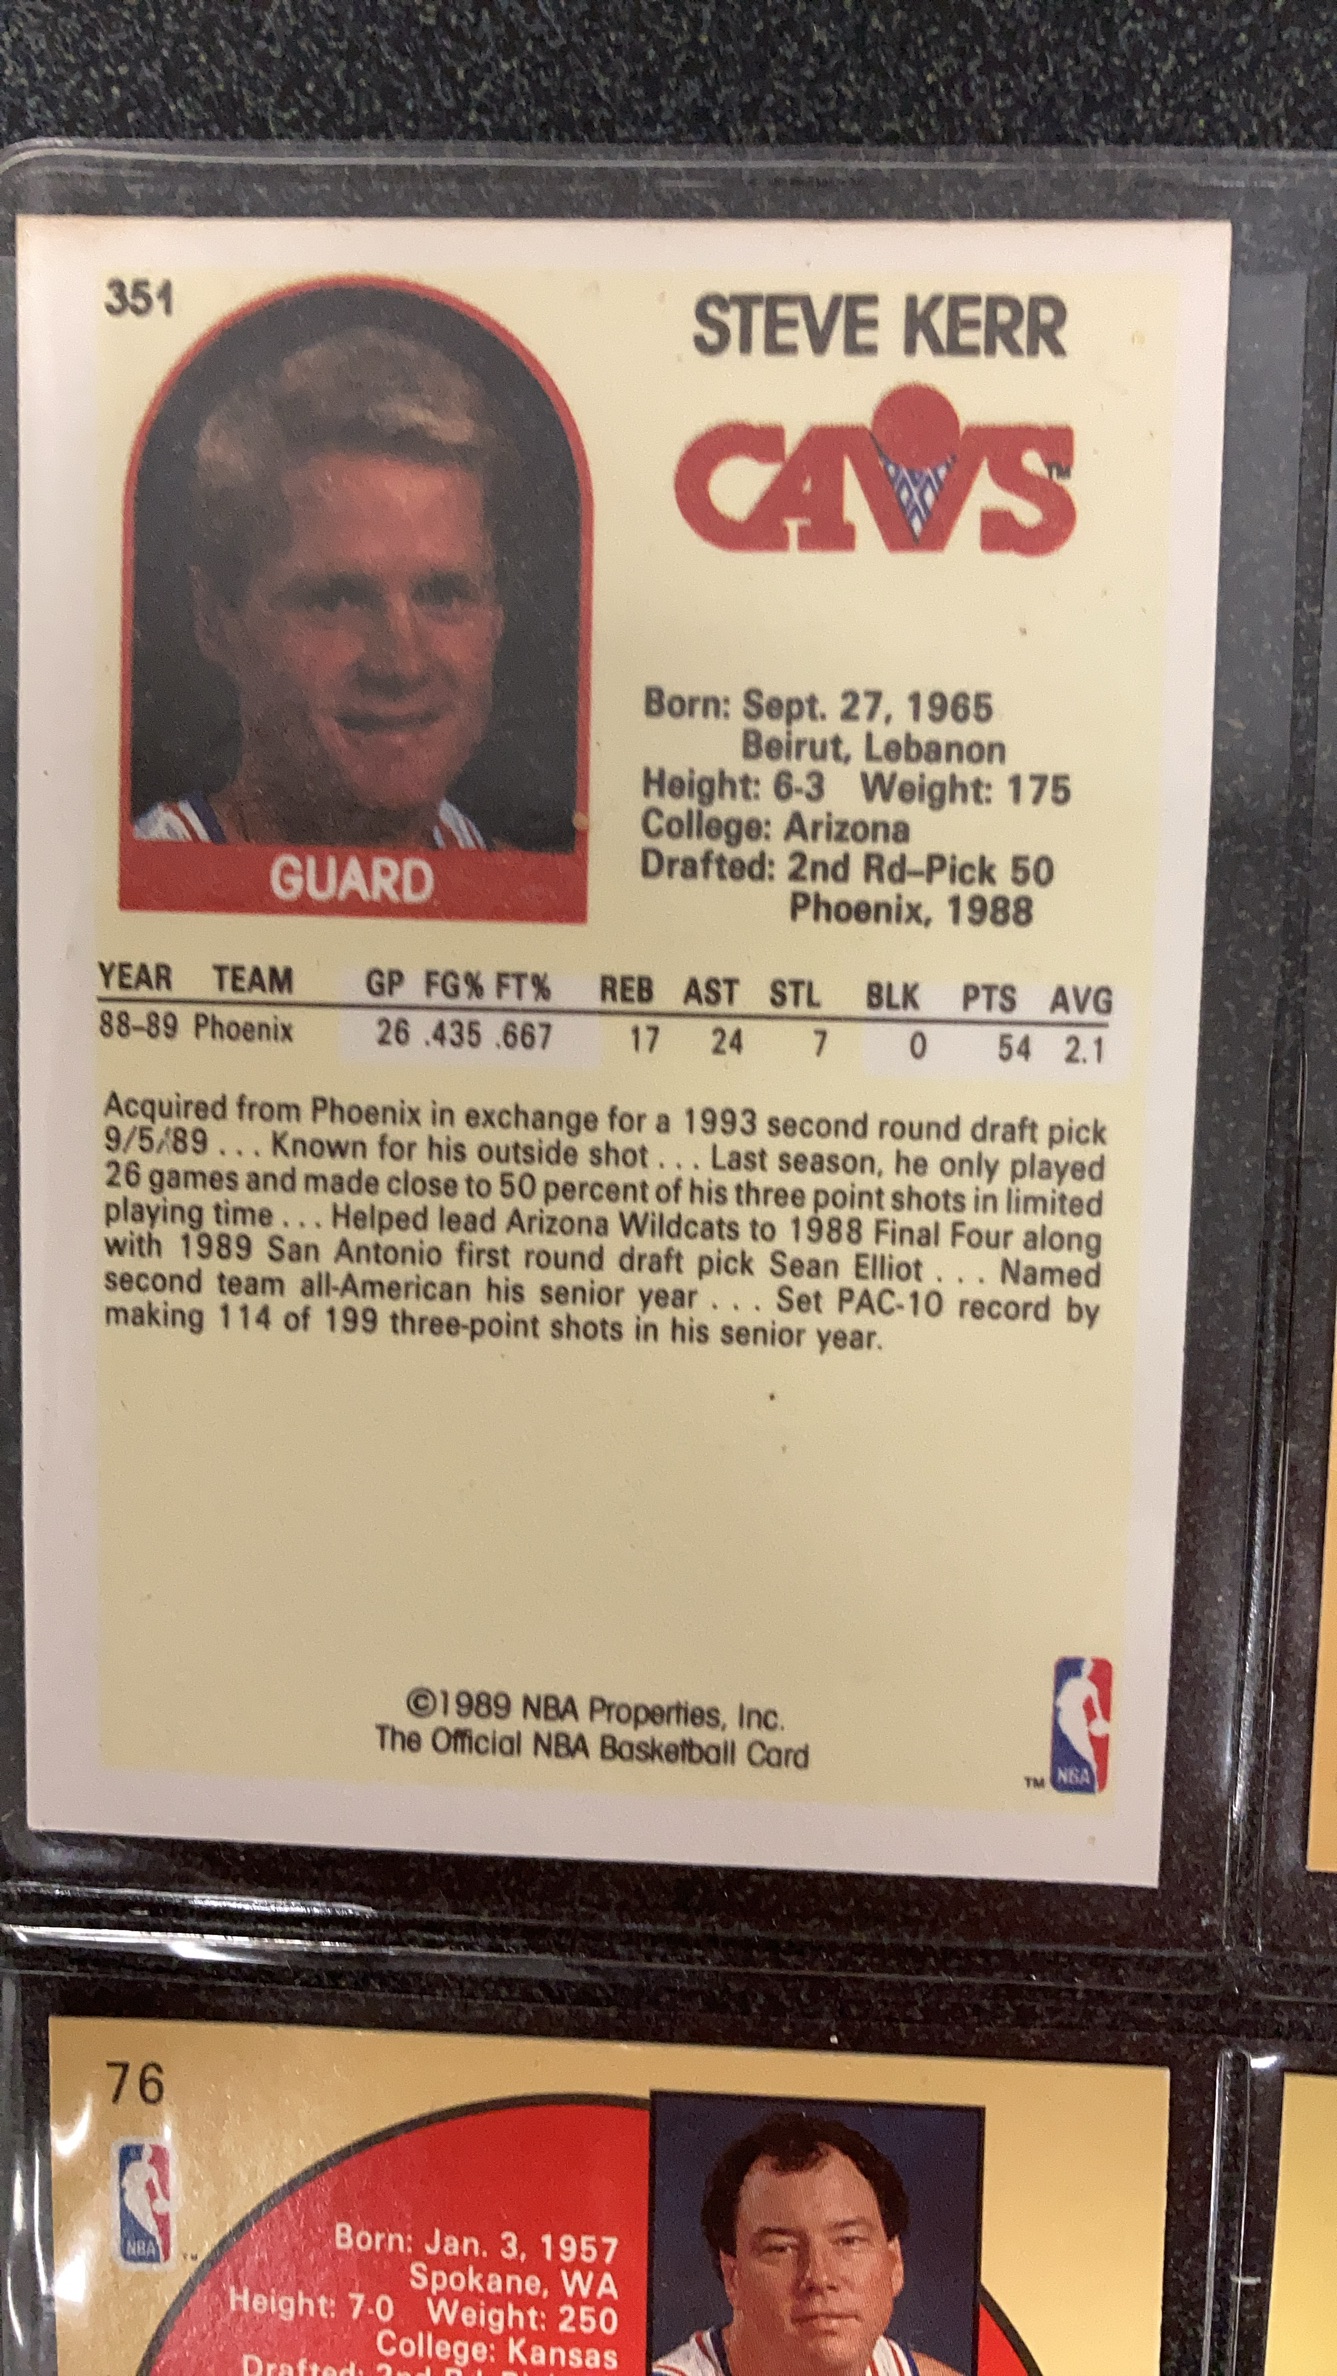 351
STEVE KERR
CAVS™
Born: Sept. 27, 1965
Beirut, Lebanon
Height: 6-3 Weight: 175
College: Arizona
Drafted: 2nd Rd–Pick 50
Phoenix, 1988
GUARD
YEAR TEAM GP FG% FT% REB AST STL BLK PTS AVG
88–89 Phoenix 26 .435 .667 17 24 7 0 54 2.1
Acquired from Phoenix in exchange for a 1993 second round draft pick
9/5/89 . . . Known for his outside shot . . . Last season, he only played
26 games and made close to 50 percent of his three point shots in limited
playing time . . . Helped lead Arizona Wildcats to 1988 Final Four along
with 1989 San Antonio first round draft pick Sean Elliot . . . Named
second team all-American his senior year . . . Set PAC-10 record by
making 114 of 199 three-point shots in his senior year.
©1989 NBA Properties, Inc.
The Official NBA Basketball Card
™ NBA
76
NBA ™
Born: Jan. 3, 1957
Spokane, WA
Height: 7-0 Weight: 250
College: Kansas
Drafted: 2nd Rd